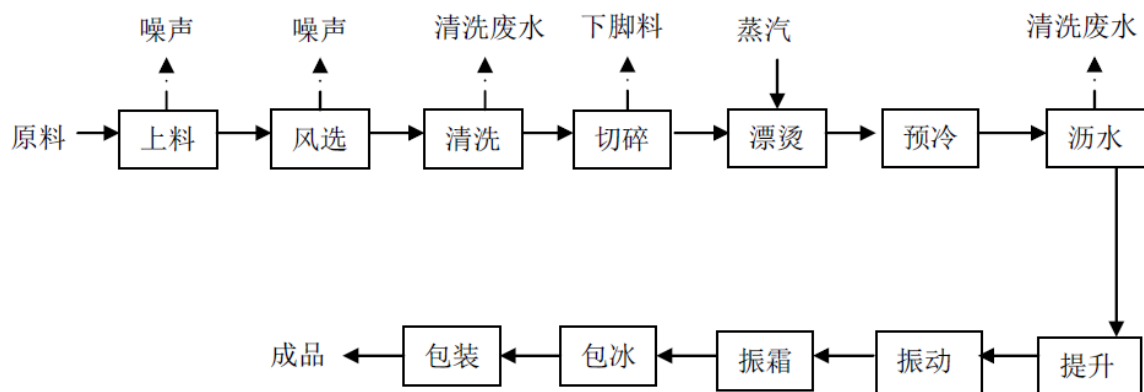 噪声 噪声 清洗废水 下脚料 蒸汽 清洗废水
原料 上料 风选 清洗 切碎 漂烫 预冷 沥水
成品 包装 包冰 振霜 振动 提升